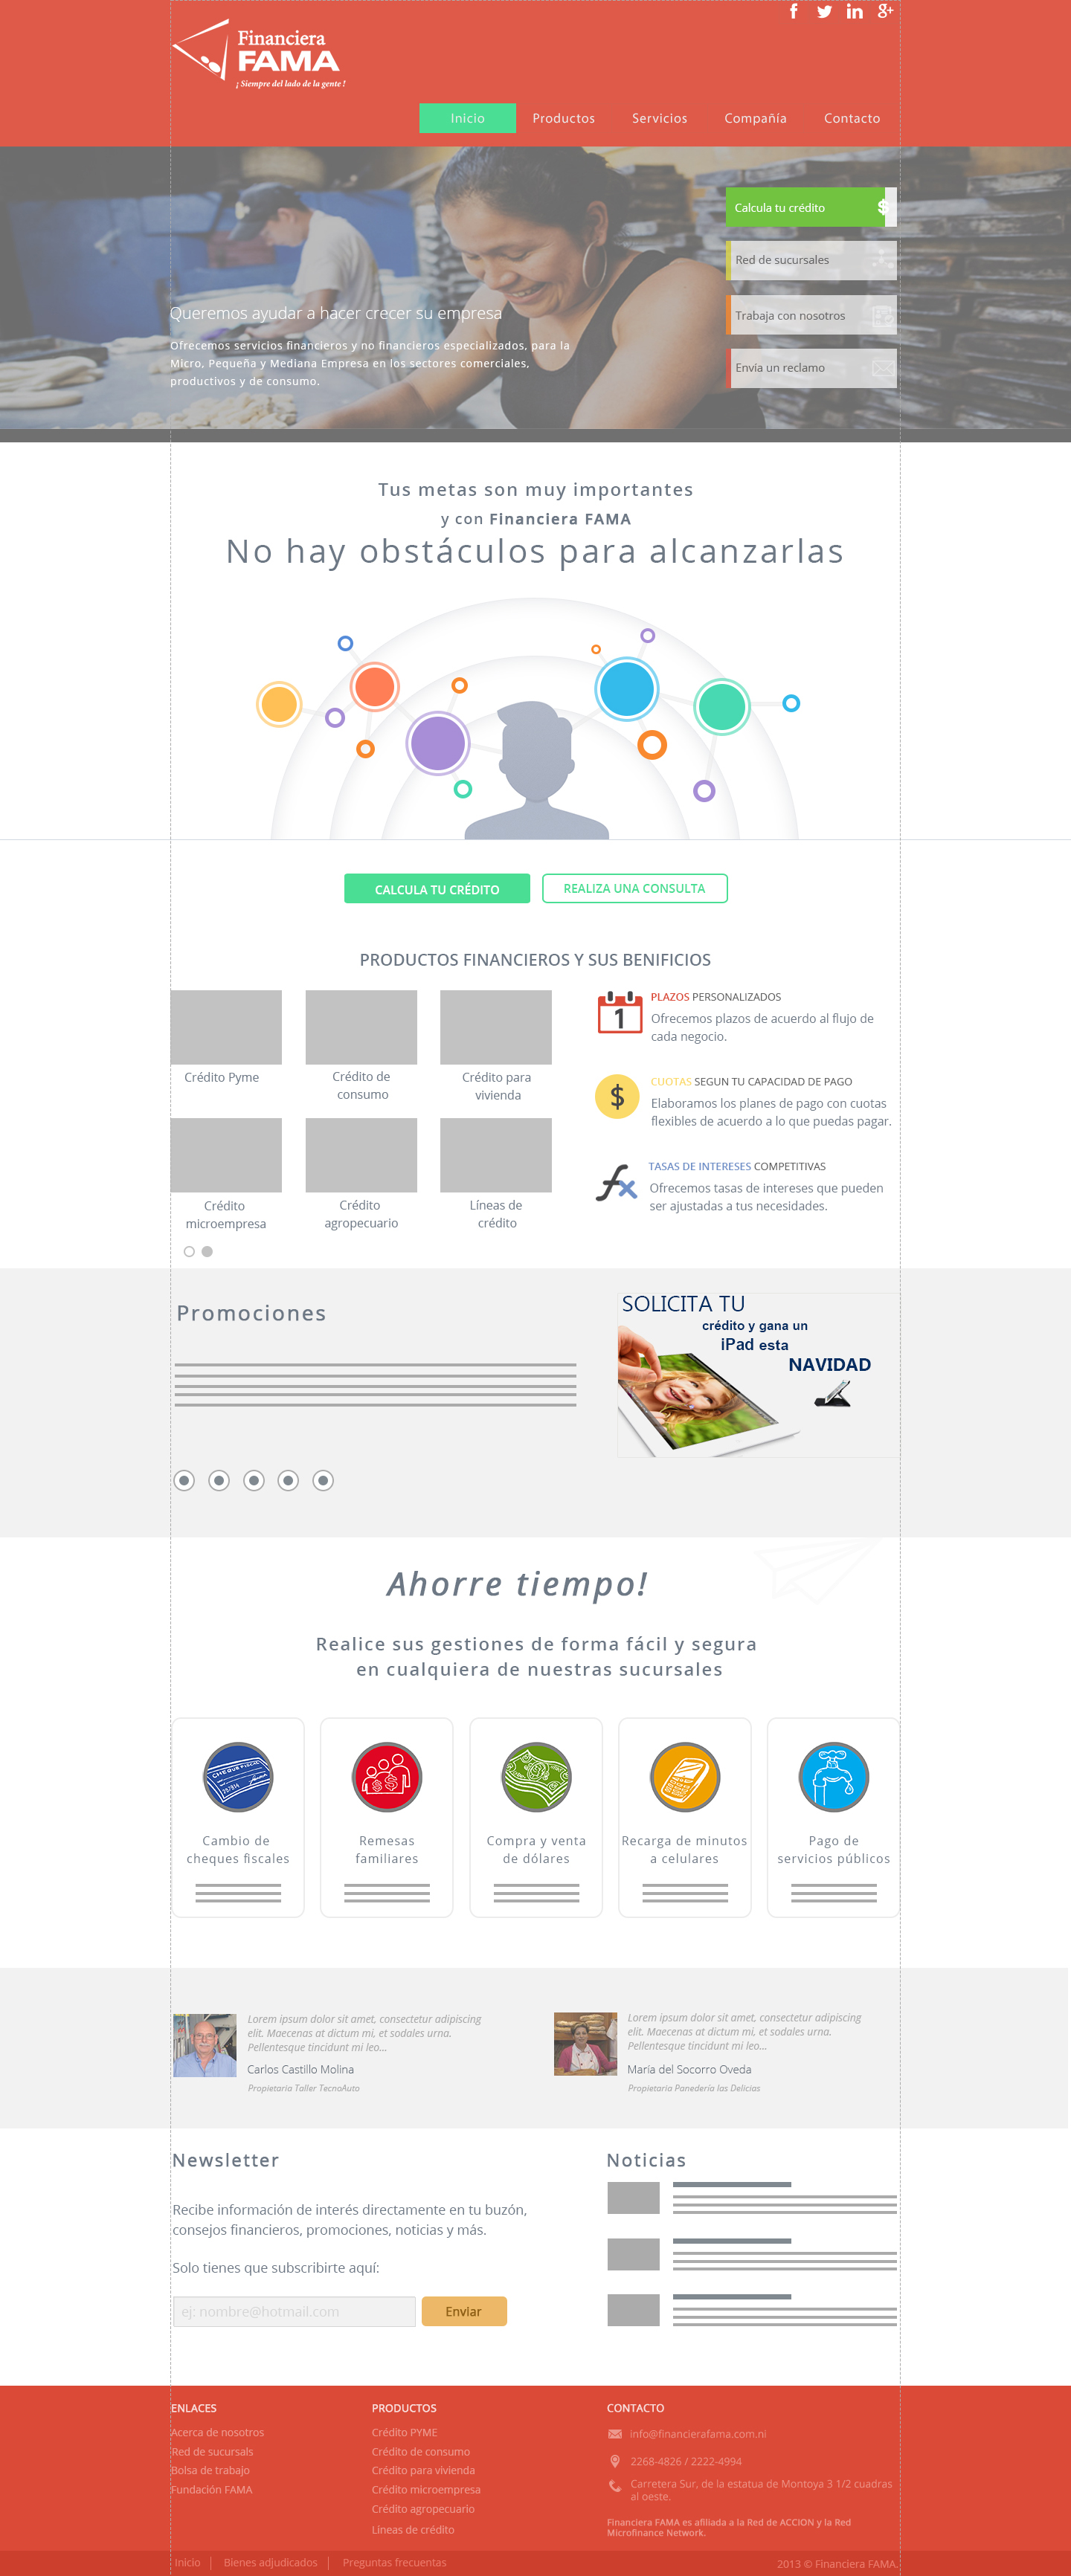 Financiera
FAMA
¡ Siempre del lado de la gente !
Inicio
Productos
Servicios
Compañía
Contacto
Calcula tu crédito
Red de sucursales
Trabaja con nosotros
Envía un reclamo
Queremos ayudar a hacer crecer su empresa
Ofrecemos servicios financieros y no financieros especializados, para la
Micro, Pequeña y Mediana Empresa en los sectores comerciales,
productivos y de consumo.
Tus metas son muy importantes
y con Financiera FAMA
No hay obstáculos para alcanzarlas
CALCULA TU CRÉDITO
REALIZA UNA CONSULTA
PRODUCTOS FINANCIEROS Y SUS BENIFICIOS
Crédito Pyme
Crédito de
consumo
Crédito para
vivienda
Crédito
microempresa
Crédito
agropecuario
Líneas de
crédito
1
PLAZOS PERSONALIZADOS
Ofrecemos plazos de acuerdo al flujo de
cada negocio.
$
CUOTAS SEGUN TU CAPACIDAD DE PAGO
Elaboramos los planes de pago con cuotas
flexibles de acuerdo a lo que puedas pagar.
fx
TASAS DE INTERESES COMPETITIVAS
Ofrecemos tasas de intereses que pueden
ser ajustadas a tus necesidades.
Promociones
SOLICITA TU
crédito y gana un
iPad esta
NAVIDAD
Ahorre tiempo!
Realice sus gestiones de forma fácil y segura
en cualquiera de nuestras sucursales
CHEQUE FISCAL
Cambio de
cheques fiscales
Remesas
familiares
Compra y venta
de dólares
Recarga de minutos
a celulares
Pago de
servicios públicos
Lorem ipsum dolor sit amet, consectetur adipiscing
elit. Maecenas at dictum mi, et sodales urna.
Pellentesque tincidunt mi leo...
Carlos Castillo Molina
Propietario Taller TecnoAuto
Lorem ipsum dolor sit amet, consectetur adipiscing
elit. Maecenas at dictum mi, et sodales urna.
Pellentesque tincidunt mi leo...
María del Socorro Oveda
Propietaria Panedería las Delicias
Newsletter
Recibe información de interés directamente en tu buzón,
consejos financieros, promociones, noticias y más.
Solo tienes que subscribirte aquí:
ej: nombre@hotmail.com
Enviar
Noticias
ENLACES
Acerca de nosotros
Red de sucursals
Bolsa de trabajo
Fundación FAMA
PRODUCTOS
Crédito PYME
Crédito de consumo
Crédito para vivienda
Crédito microempresa
Crédito agropecuario
Líneas de crédito
CONTACTO
info@financierafama.com.ni
2268-4826 / 2222-4994
Carretera Sur, de la estatua de Montoya 3 1/2 cuadras
al oeste.
Financiera FAMA es afiliada a la Red de ACCION y la Red
Microfinance Network.
Inicio
Bienes adjudicados
Preguntas frecuentas
2013 © Financiera FAMA.